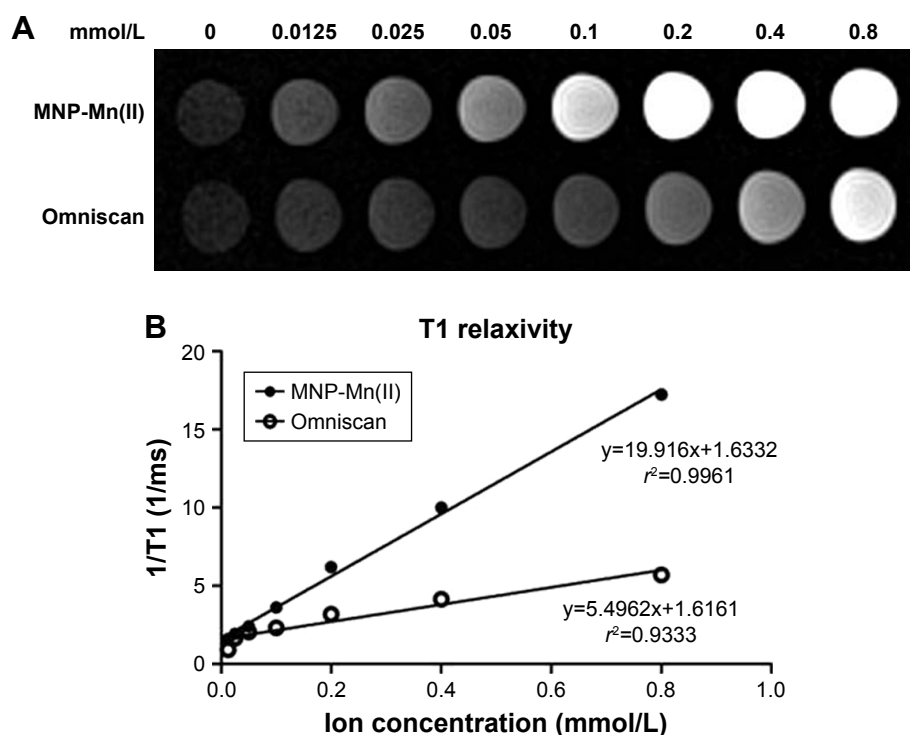 A
mmol/L 0 0.0125 0.025 0.05 0.1 0.2 0.4 0.8
MNP-Mn(II)
Omniscan
B
T1 relaxivity
20
15
10
5
0
1/T1 (1/ms)
MNP-Mn(II)
Omniscan
y=19.916x+1.6332
r²=0.9961
y=5.4962x+1.6161
r²=0.9333
0.0 0.2 0.4 0.6 0.8 1.0
Ion concentration (mmol/L)